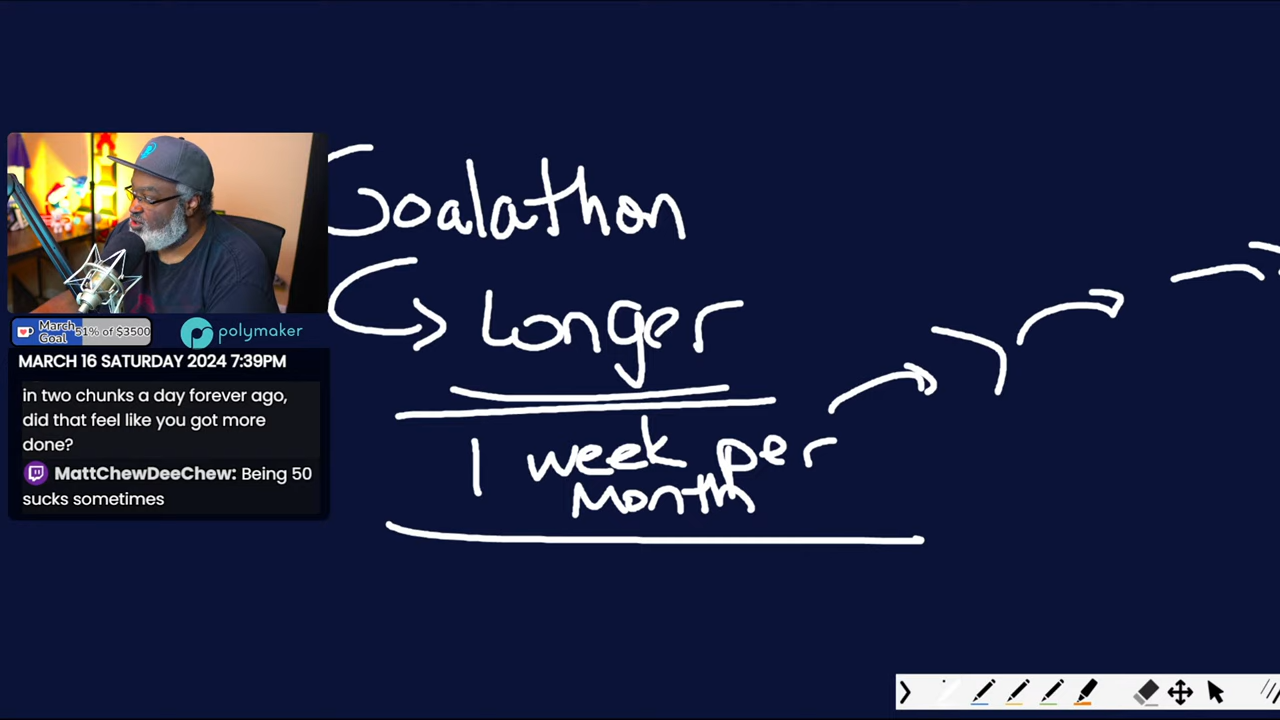 Goalathon
Longer
1 week per
Month
March
Goal
51% of $3500
polymaker
MARCH 16 SATURDAY 2024 7:39PM
in two chunks a day forever ago,
did that feel like you got more
done?
MattChewDeeChew: Being 50
sucks sometimes